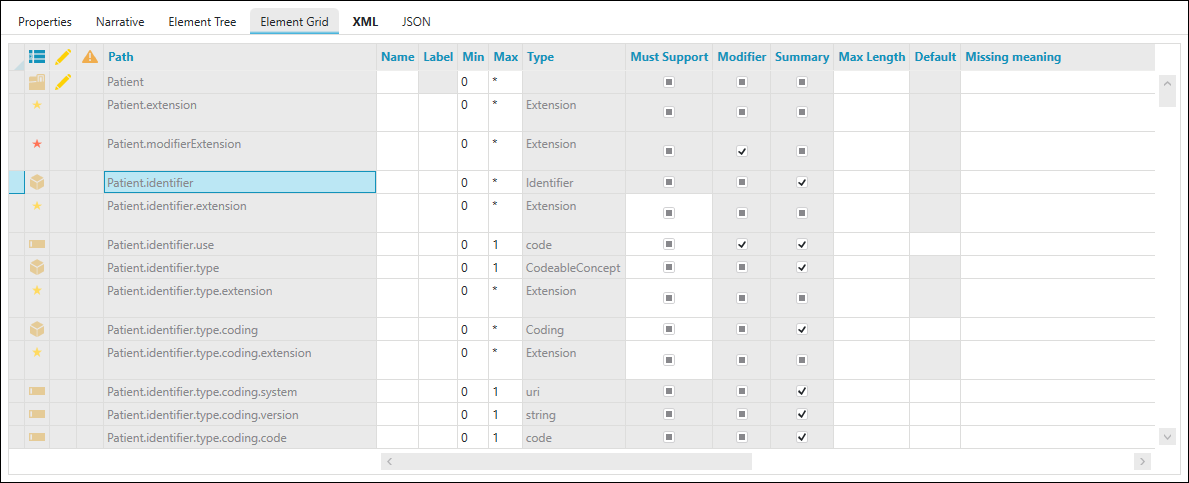 Properties Narrative Element Tree Element Grid XML JSON
Path Name Label Min Max Type Must Support Modifier Summary Max Length Default Missing meaning
Patient 0 *
Patient.extension 0 * Extension
Patient.modifierExtension 0 * Extension
Patient.identifier 0 * Identifier
Patient.identifier.extension 0 * Extension
Patient.identifier.use 0 1 code
Patient.identifier.type 0 1 CodeableConcept
Patient.identifier.type.extension 0 * Extension
Patient.identifier.type.coding 0 * Coding
Patient.identifier.type.coding.extension 0 * Extension
Patient.identifier.type.coding.system 0 1 uri
Patient.identifier.type.coding.version 0 1 string
Patient.identifier.type.coding.code 0 1 code